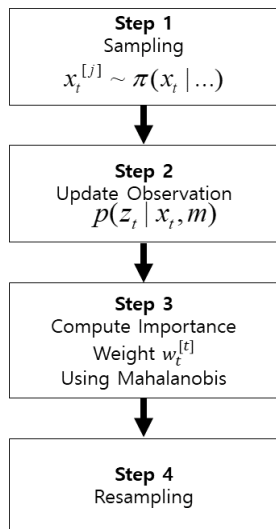 Step 1
Sampling
x_t^{[j]} ~ π(x_t | ...)
Step 2
Update Observation
p(z_t | x_t, m)
Step 3
Compute Importance
Weight w_t^{[t]}
Using Mahalanobis
Step 4
Resampling